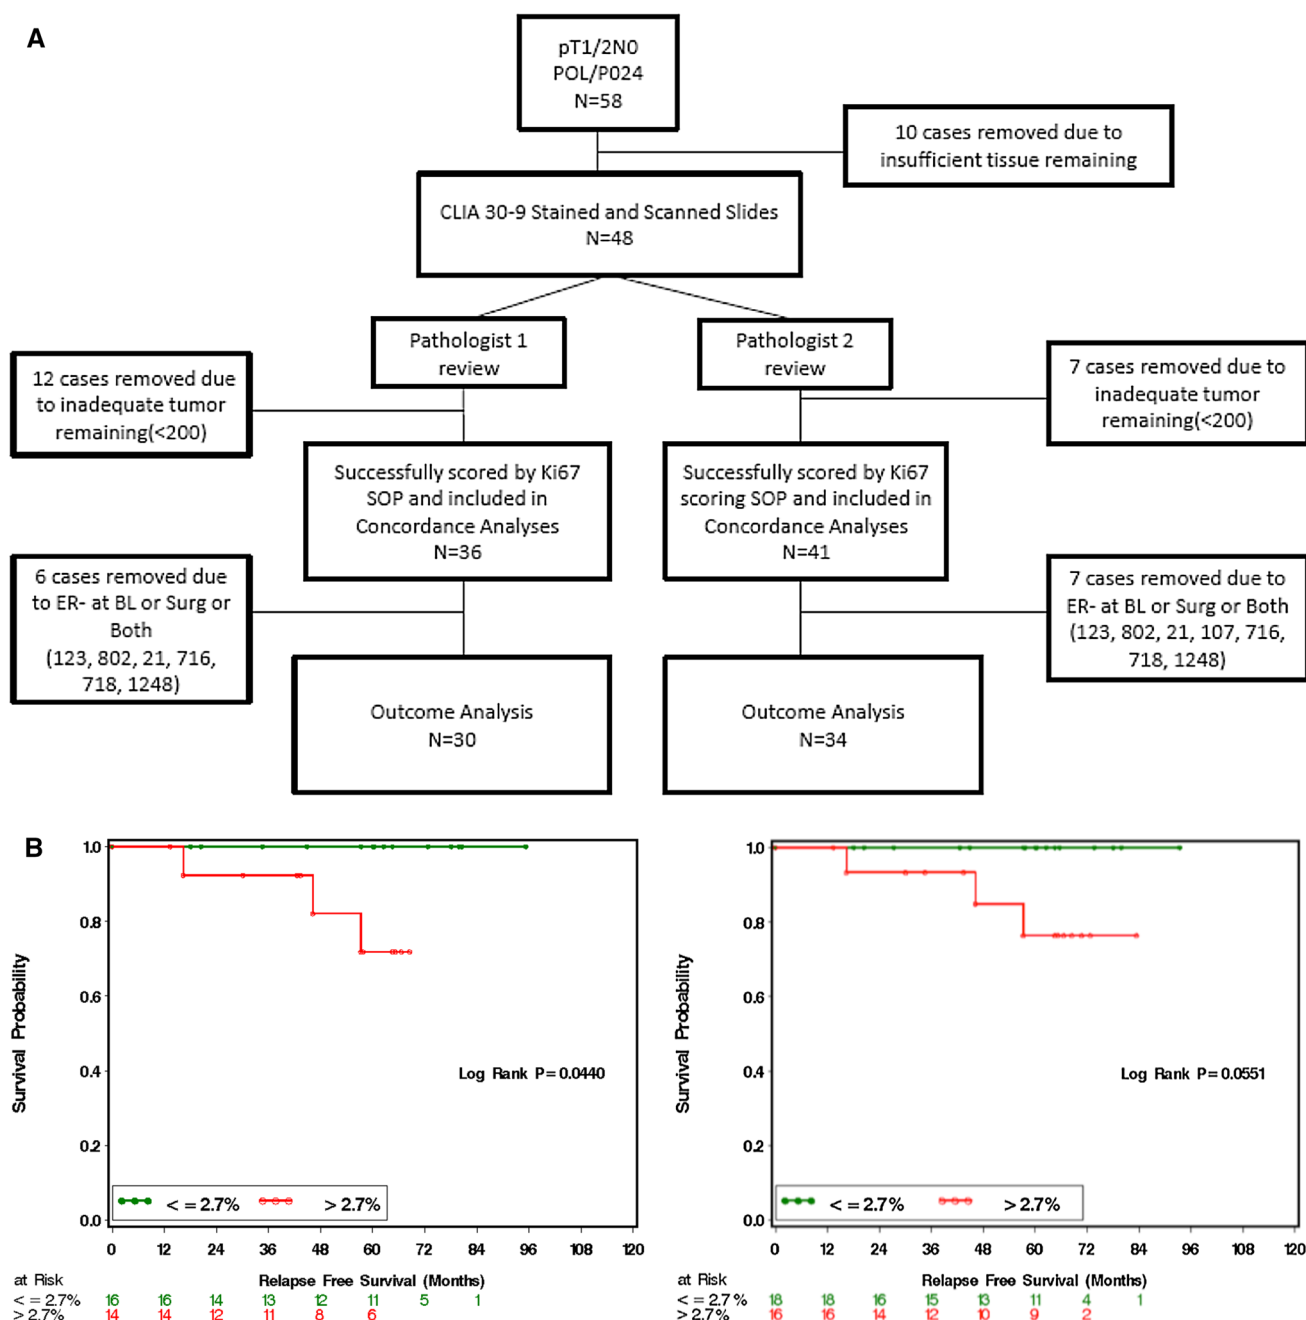 A
pT1/2N0
POL/P024
N=58
10 cases removed due to
insufficient tissue remaining
CLIA 30-9 Stained and Scanned Slides
N=48
Pathologist 1
review
Pathologist 2
review
12 cases removed due
to inadequate tumor
remaining(<200)
7 cases removed due to
inadequate tumor
remaining(<200)
Successfully scored by Ki67
SOP and included in
Concordance Analyses
N=36
Successfully scored by Ki67
scoring SOP and included in
Concordance Analyses
N=41
6 cases removed due
to ER- at BL or Surg or
Both
(123, 802, 21, 716,
718, 1248)
7 cases removed due to
ER- at BL or Surg or Both
(123, 802, 21, 107, 716,
718, 1248)
Outcome Analysis
N=30
Outcome Analysis
N=34
B
Survival Probability
1.0
0.8
0.6
0.4
0.2
0.0
Log Rank P=0.0440
<=2.7% >2.7%
0 12 24 36 48 60 72 84 96 108 120
at Risk Relapse Free Survival (Months)
<=2.7% 16 16 14 13 12 11 5 1
>2.7% 14 14 12 11 8 6
Survival Probability
1.0
0.8
0.6
0.4
0.2
0.0
Log Rank P=0.0551
<=2.7% >2.7%
0 12 24 36 48 60 72 84 96 108 120
at Risk Relapse Free Survival (Months)
<=2.7% 18 18 16 15 13 11 4 1
>2.7% 16 16 14 12 10 9 2